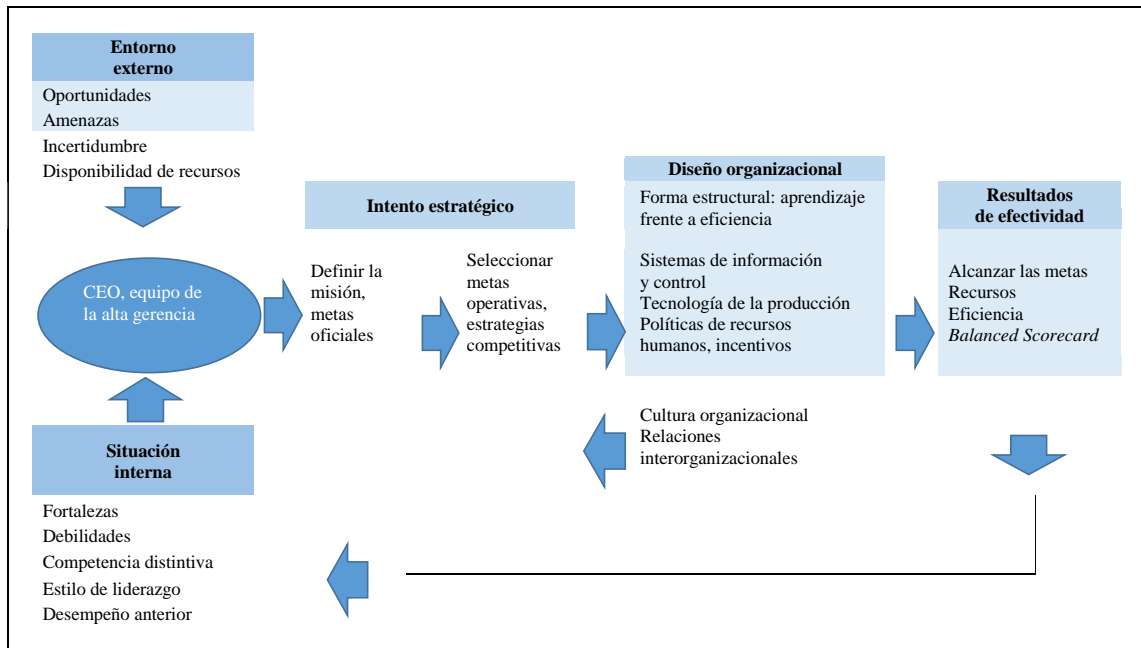 Entorno
externo
Oportunidades
Amenazas
Incertidumbre
Disponibilidad de recursos
CEO, equipo de
la alta gerencia
Situación
interna
Fortalezas
Debilidades
Competencia distintiva
Estilo de liderazgo
Desempeño anterior
Intento estratégico
Definir la
misión,
metas
oficiales
Seleccionar
metas
operativas,
estrategias
competitivas
Diseño organizacional
Forma estructural: aprendizaje
frente a eficiencia
Sistemas de información
y control
Tecnología de la producción
Políticas de recursos
humanos, incentivos
Cultura organizacional
Relaciones
interorganizacionales
Resultados
de efectividad
Alcanzar las metas
Recursos
Eficiencia
Balanced Scorecard